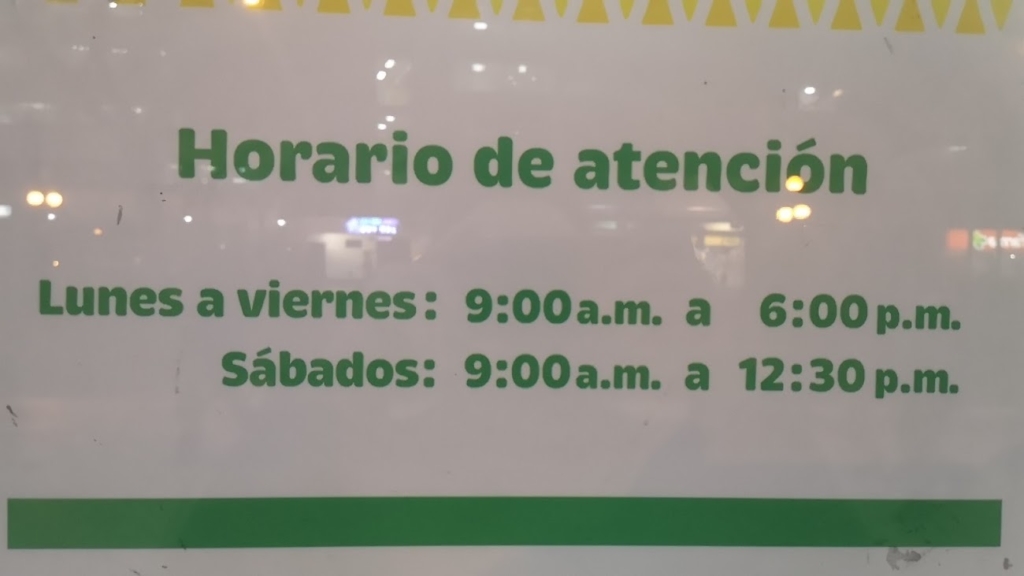 Horario de atención
Lunes a viernes: 9:00 a.m. a 6:00 p.m.
Sábados: 9:00 a.m. a 12:30 p.m.